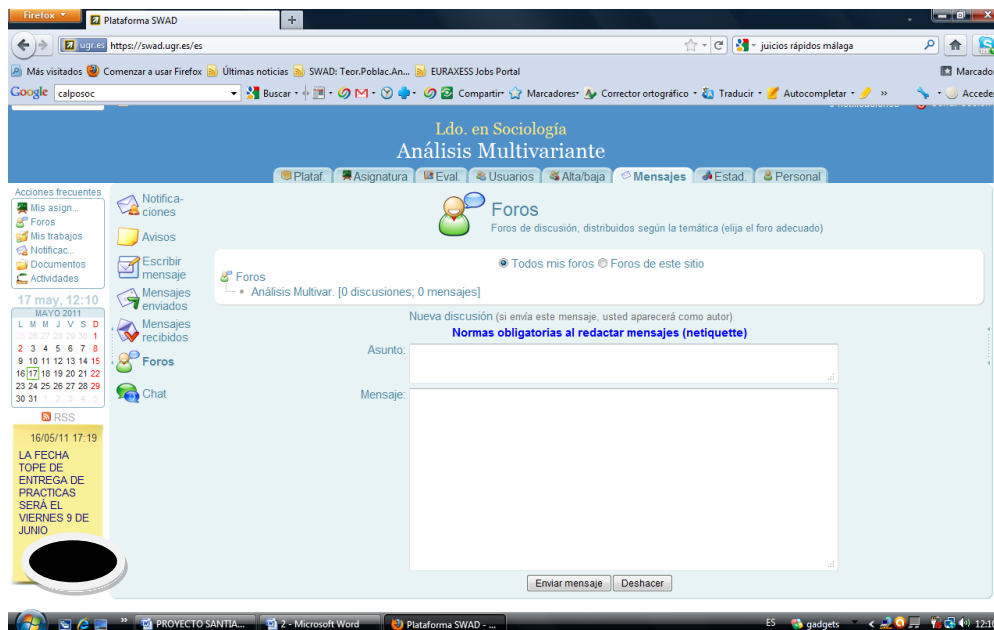 Firefox
Plataforma SWAD
ugr.es https://swad.ugr.es/es
juicios rápidos málaga
Más visitados Comenzar a usar Firefox Últimas noticias SWAD: Teor.Poblac.An... EURAXESS Jobs Portal
Marcado
Google calposoc Buscar Compartir Marcadores Corrector ortográfico Traducir Autocompletar » Accede
Ldo. en Sociología
Análisis Multivariante
Plataf. Asignatura Eval. Usuarios Alta/baja Mensajes Estad. Personal
Acciones frecuentes
Mis asign...
Foros
Mis trabajos
Notificac...
Documentos
Actividades
17 may, 12:10
MAYO 2011
L M M J V S D
25 26 27 28 29 30 1
2 3 4 5 6 7 8
9 10 11 12 13 14 15
16 17 18 19 20 21 22
23 24 25 26 27 28 29
30 31 1 2 3 4 5
RSS
16/05/11 17:19
LA FECHA
TOPE DE
ENTREGA DE
PRACTICAS
SERÁ EL
VIERNES 9 DE
JUNIO
Notifica-
ciones
Avisos
Escribir
mensaje
Mensajes
enviados
Mensajes
recibidos
Foros
Chat
Foros
Foros de discusión, distribuidos según la temática (elija el foro adecuado)
Todos mis foros Foros de este sitio
Foros
Análisis Multivar. [0 discusiones; 0 mensajes]
Nueva discusión (si envía este mensaje, usted aparecerá como autor)
Normas obligatorias al redactar mensajes (netiquette)
Asunto:
Mensaje:
Enviar mensaje Deshacer
» PROYECTO SANTIA... 2 - Microsoft Word Plataforma SWAD - ...
ES gadgets 12:10